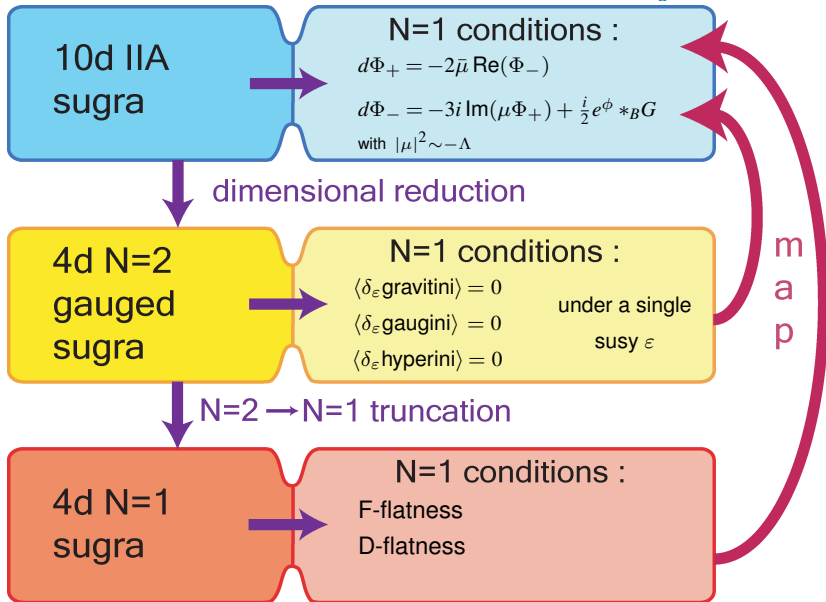 10d IIA
sugra
N=1 conditions :
dΦ₊ = −2μ̄ Re(Φ₋)
dΦ₋ = −3i Im(μΦ₊) + i/2 e^ϕ *_B G
with |μ|²∼−Λ
dimensional reduction
4d N=2
gauged
sugra
N=1 conditions :
⟨δ_ε gravitini⟩ = 0
⟨δ_ε gaugini⟩ = 0
⟨δ_ε hyperini⟩ = 0
under a single
susy ε
m
a
p
N=2 → N=1 truncation
4d N=1
sugra
N=1 conditions :
F-flatness
D-flatness